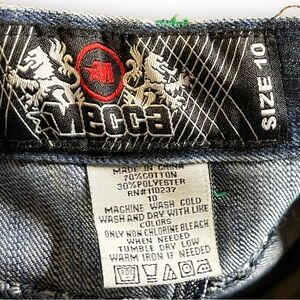 MECCA
SIZE 10
MADE IN CHINA
70%COTTON
30%POLYESTER
RN#110237
10
MACHINE WASH COLD
WASH AND DRY WITH LIKE
COLORS
ONLY NON CHLORINE BLEACH
WHEN NEEDED
TUMBLE DRY LOW
WARM IRON IF NEEDED